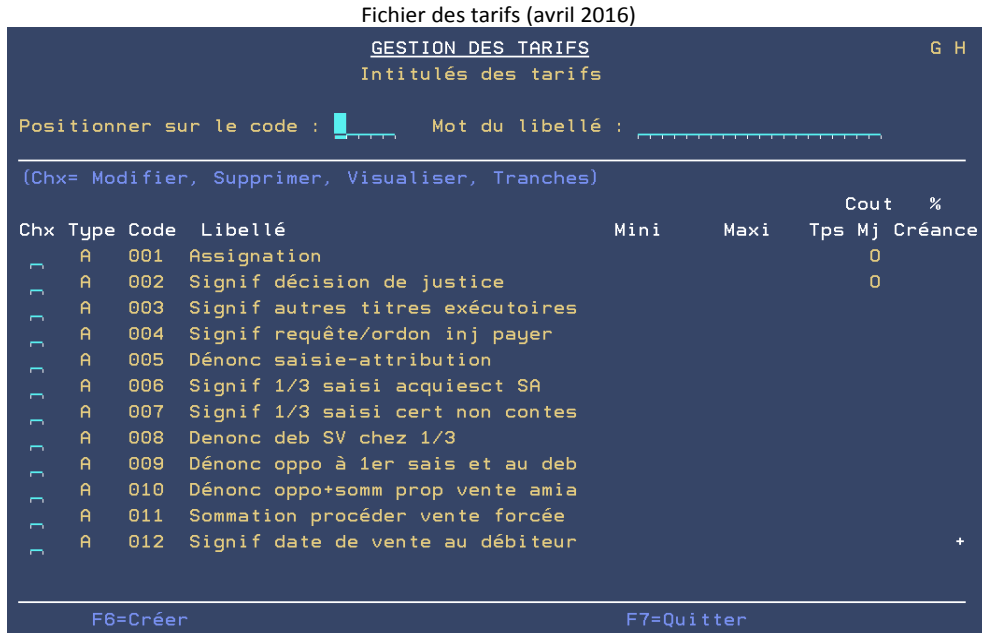 Fichier des tarifs (avril 2016)
GESTION DES TARIFS G H
Intitulés des tarifs
Positionner sur le code : Mot du libellé :
(Chx= Modifier, Supprimer, Visualiser, Tranches)
Cout %
Chx Type Code Libellé Mini Maxi Tps Mj Créance
A 001 Assignation O
A 002 Signif décision de justice O
A 003 Signif autres titres exécutoires
A 004 Signif requête/ordon inj payer
A 005 Dénonc saisie-attribution
A 006 Signif 1/3 saisi acquiesct SA
A 007 Signif 1/3 saisi cert non contes
A 008 Denonc deb SV chez 1/3
A 009 Dénonc oppo à 1er sais et au deb
A 010 Dénonc oppo+somm prop vente amia
A 011 Sommation procéder vente forcée
A 012 Signif date de vente au débiteur +
F6=Créer F7=Quitter